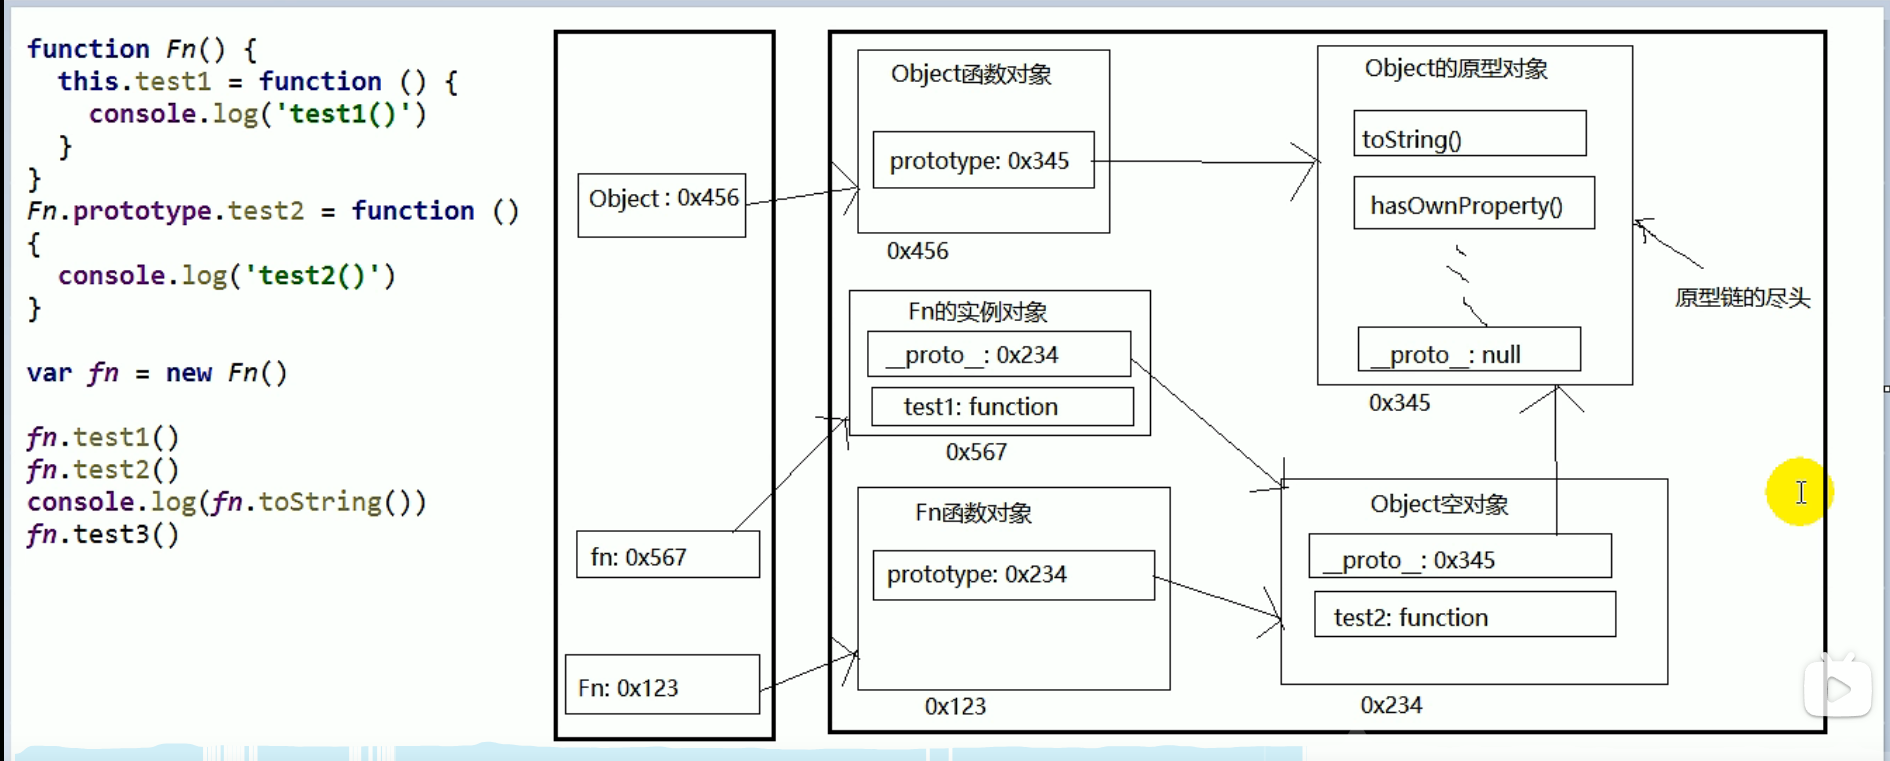 function Fn() {
this.test1 = function () {
console.log('test1()')
}
}
Fn.prototype.test2 = function ()
{
console.log('test2()')
}
var fn = new Fn()
fn.test1()
fn.test2()
console.log(fn.toString())
fn.test3()
Object : 0x456
fn: 0x567
Fn: 0x123
Object函数对象
prototype: 0x345
0x456
Fn的实例对象
__proto__: 0x234
test1: function
0x567
Fn函数对象
prototype: 0x234
0x123
Object的原型对象
toString()
hasOwnProperty()
__proto__: null
0x345
原型链的尽头
Object空对象
__proto__: 0x345
test2: function
0x234